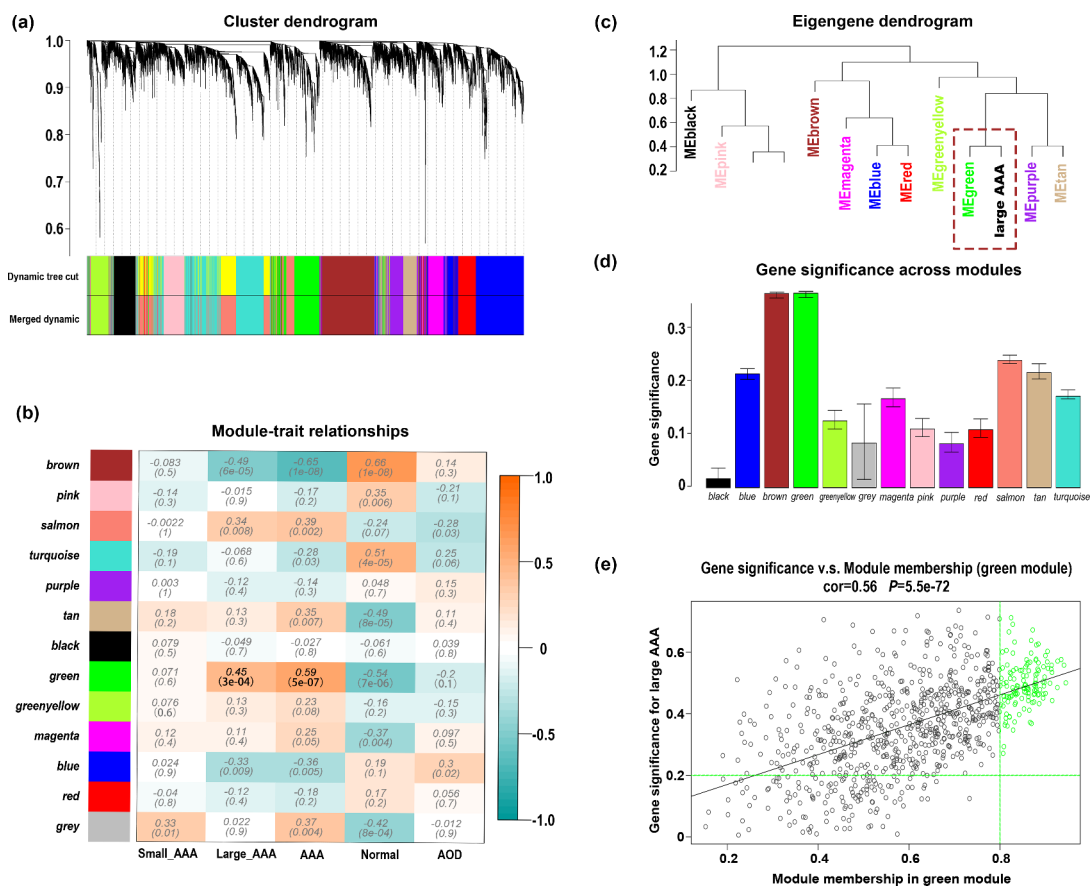 (a)
Cluster dendrogram
1.0
0.9
0.8
0.7
0.6
Dynamic tree cut
Merged dynamic
(b)
Module-trait relationships
brown -0.083 -0.49 -0.65 0.66 0.14
(0.5) (6e-05) (1e-08) (1e-08) (0.3)
pink -0.14 -0.015 -0.17 0.35 -0.21
(0.3) (0.9) (0.2) (0.006) (0.1)
salmon -0.0022 0.34 0.39 -0.24 -0.28
(1) (0.008) (0.002) (0.07) (0.03)
turquoise -0.19 -0.068 -0.28 0.51 0.25
(0.1) (0.6) (0.03) (4e-05) (0.06)
purple 0.003 -0.12 -0.14 0.048 0.15
(1) (0.4) (0.3) (0.7) (0.3)
tan 0.18 0.13 0.35 -0.49 0.11
(0.2) (0.3) (0.007) (8e-05) (0.4)
black 0.079 -0.049 -0.027 -0.061 0.039
(0.5) (0.7) (0.8) (0.6) (0.8)
green 0.071 0.45 0.59 -0.54 -0.2
(0.6) (3e-04) (5e-07) (7e-06) (0.1)
greenyellow 0.076 0.13 0.23 -0.16 -0.15
(0.6) (0.3) (0.08) (0.2) (0.3)
magenta 0.12 0.11 0.25 -0.37 0.097
(0.4) (0.4) (0.05) (0.004) (0.5)
blue 0.024 -0.33 -0.36 0.19 0.3
(0.9) (0.009) (0.005) (0.1) (0.02)
red -0.04 -0.12 -0.18 0.17 0.056
(0.8) (0.4) (0.2) (0.2) (0.7)
grey 0.33 0.022 0.37 -0.42 -0.012
(0.01) (0.9) (0.004) (8e-04) (0.9)
Small_AAA Large_AAA AAA Normal AOD
1.0
0.5
0
-0.5
-1.0
(c)
Eigengene dendrogram
1.2
1.0
0.8
0.6
0.4
0.2
MEblack
MEpink
MEbrown
MEmagenta
MEblue
MEred
MEgreenyellow
MEgreen
large AAA
MEpurple
MEtan
(d)
Gene significance across modules
Gene significance
0.3
0.2
0.1
0
black blue brown green greenyellow grey magenta pink purple red salmon tan turquoise
(e)
Gene significance v.s. Module membership (green module)
cor=0.56 P=5.5e-72
Gene significance for large AAA
0.6
0.4
0.2
0
0.2 0.4 0.6 0.8
Module membership in green module